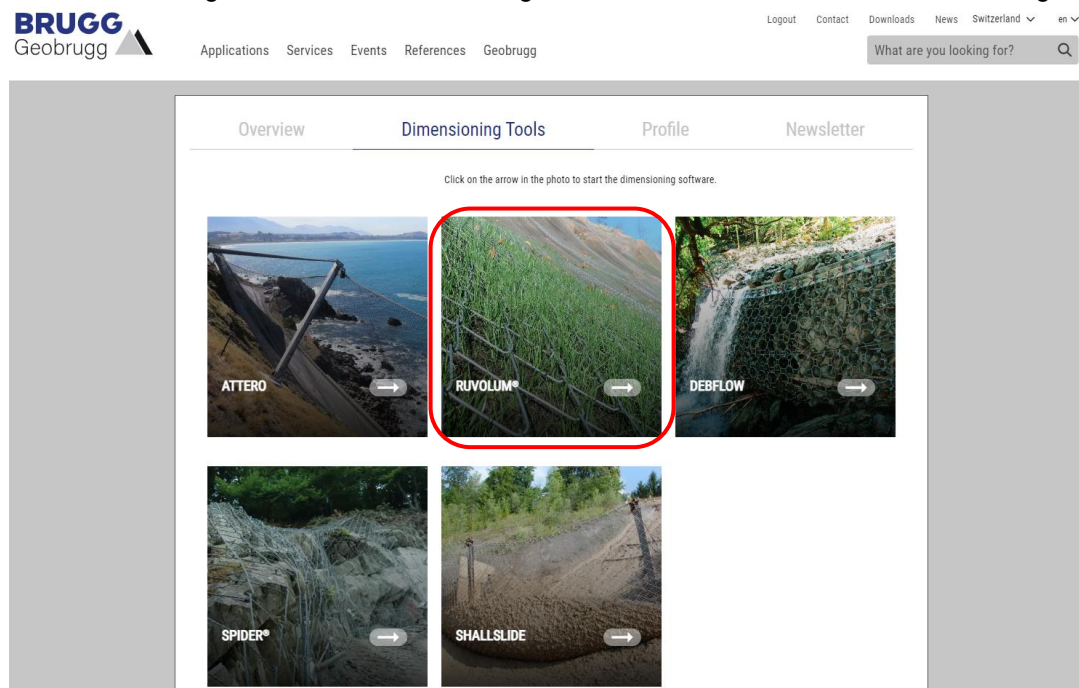 BRUGG
Geobrugg
Logout Contact Downloads News Switzerland en
Applications Services Events References Geobrugg
What are you looking for?
Overview Dimensioning Tools Profile Newsletter
Click on the arrow in the photo to start the dimensioning software.
ATTERO RUVOLUM® DEBFLOW
SPIDER® SHALLSLIDE